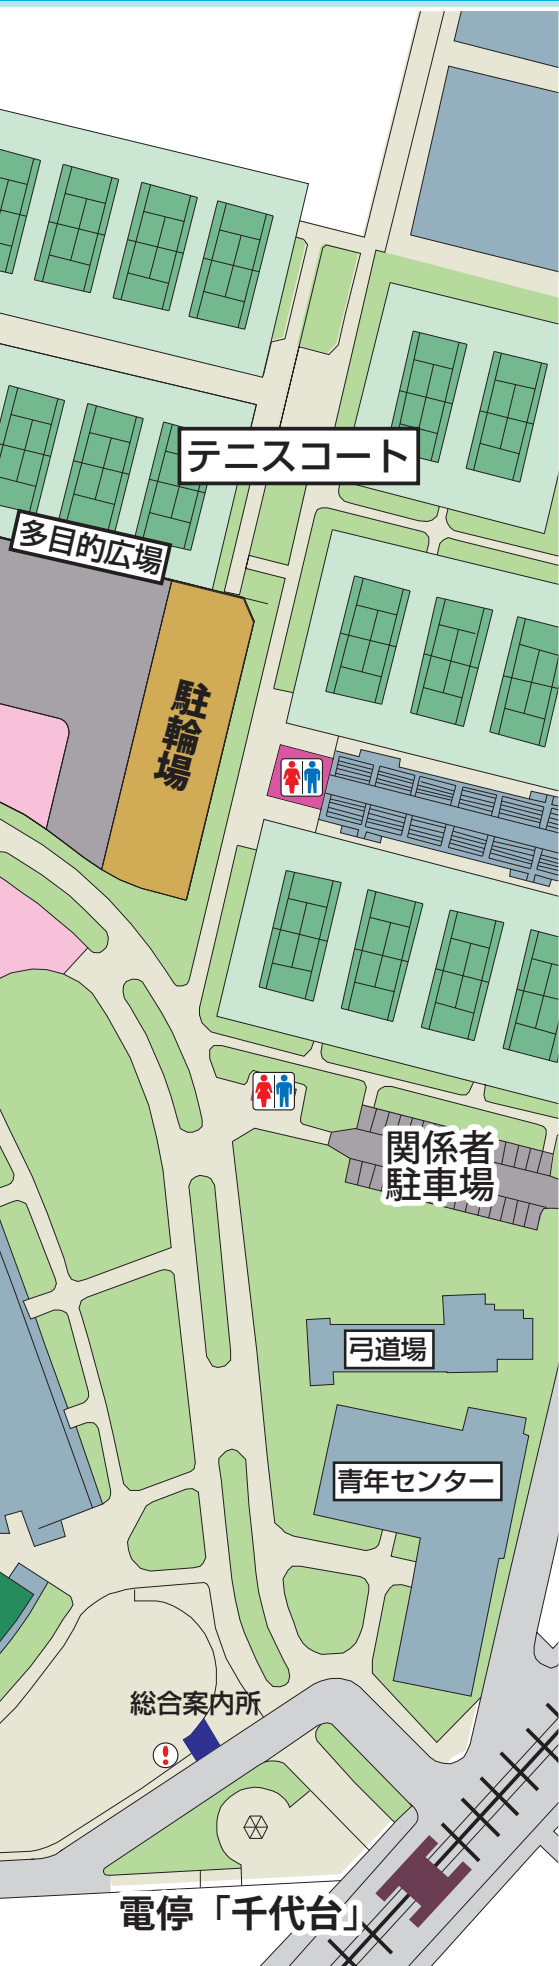 テニスコート
多目的広場
駐輪場
関係者
駐車場
弓道場
青年センター
総合案内所
電停「千代台」